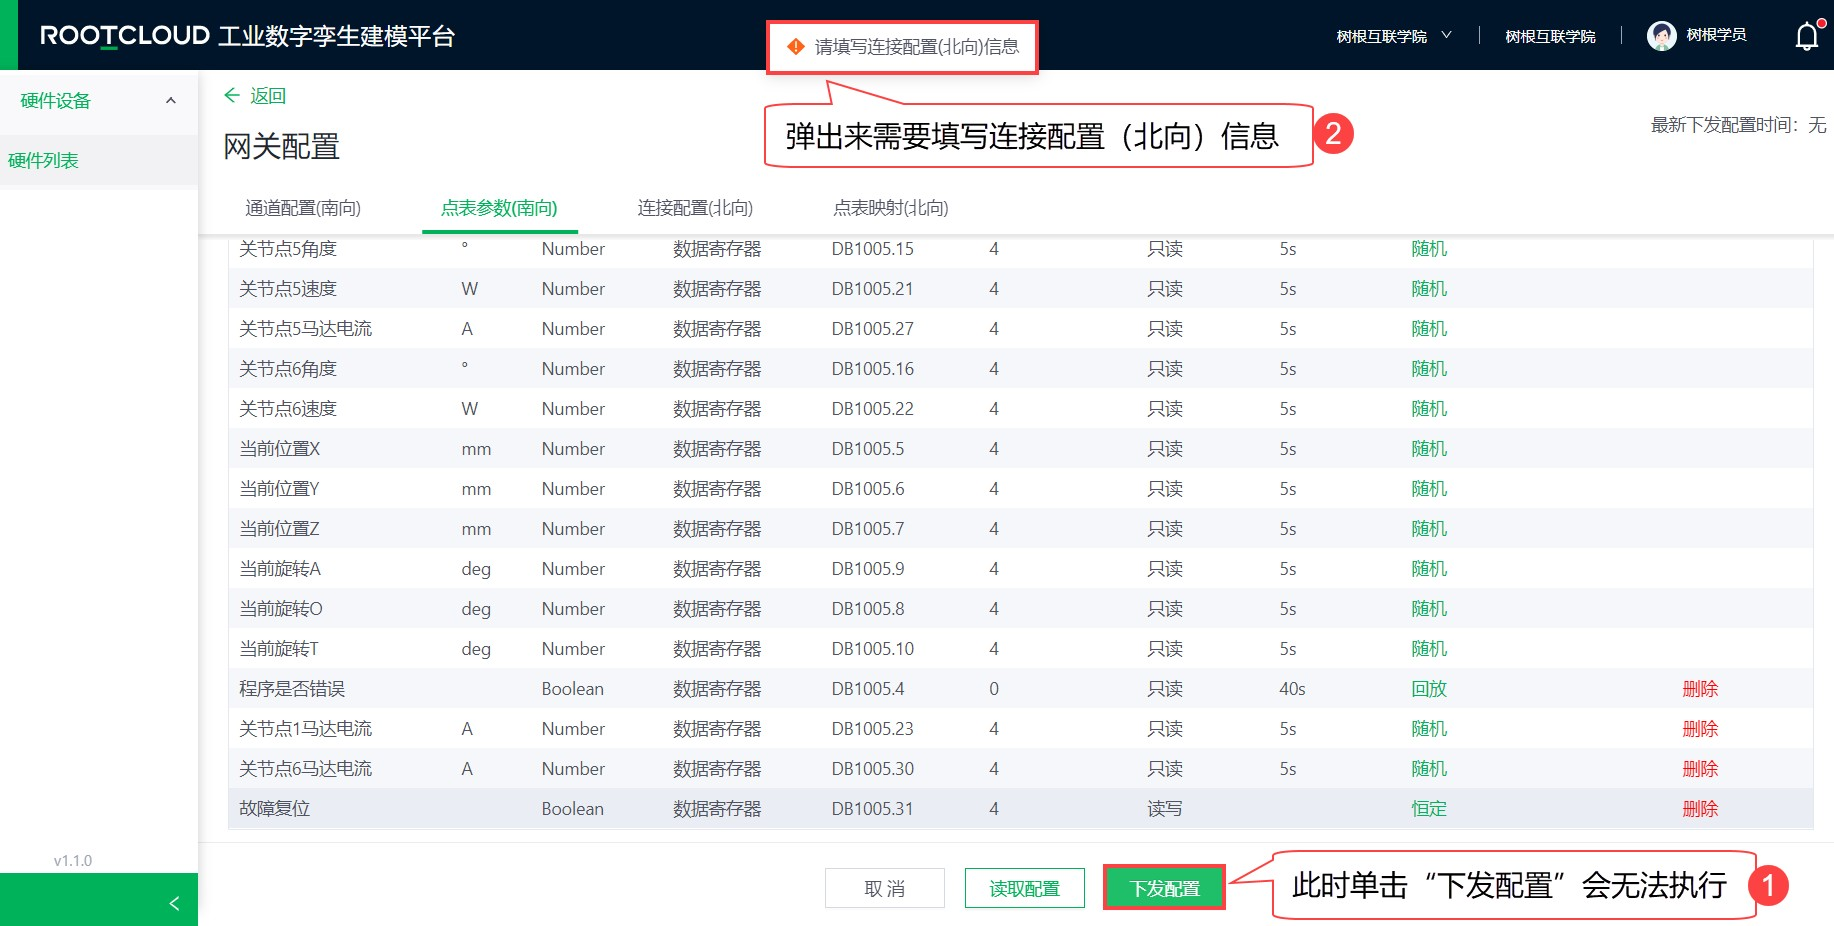 ROOTCLOUD 工业数字孪生建模平台
请填写连接配置(北向)信息
树根互联学院
树根互联学院
树根学员
硬件设备
硬件列表
返回
网关配置
弹出来需要填写连接配置（北向）信息
2
最新下发配置时间：无
通道配置(南向) 点表参数(南向) 连接配置(北向) 点表映射(北向)
关节点5角度 ° Number 数据寄存器 DB1005.15 4 只读 5s 随机
关节点5速度 W Number 数据寄存器 DB1005.21 4 只读 5s 随机
关节点5马达电流 A Number 数据寄存器 DB1005.27 4 只读 5s 随机
关节点6角度 ° Number 数据寄存器 DB1005.16 4 只读 5s 随机
关节点6速度 W Number 数据寄存器 DB1005.22 4 只读 5s 随机
当前位置X mm Number 数据寄存器 DB1005.5 4 只读 5s 随机
当前位置Y mm Number 数据寄存器 DB1005.6 4 只读 5s 随机
当前位置Z mm Number 数据寄存器 DB1005.7 4 只读 5s 随机
当前旋转A deg Number 数据寄存器 DB1005.9 4 只读 5s 随机
当前旋转O deg Number 数据寄存器 DB1005.8 4 只读 5s 随机
当前旋转T deg Number 数据寄存器 DB1005.10 4 只读 5s 随机
程序是否错误 Boolean 数据寄存器 DB1005.4 0 只读 40s 回放 删除
关节点1马达电流 A Number 数据寄存器 DB1005.23 4 只读 5s 随机 删除
关节点6马达电流 A Number 数据寄存器 DB1005.30 4 只读 5s 随机 删除
故障复位 Boolean 数据寄存器 DB1005.31 4 读写 恒定 删除
v1.1.0
取 消 读取配置 下发配置
此时单击“下发配置”会无法执行
1